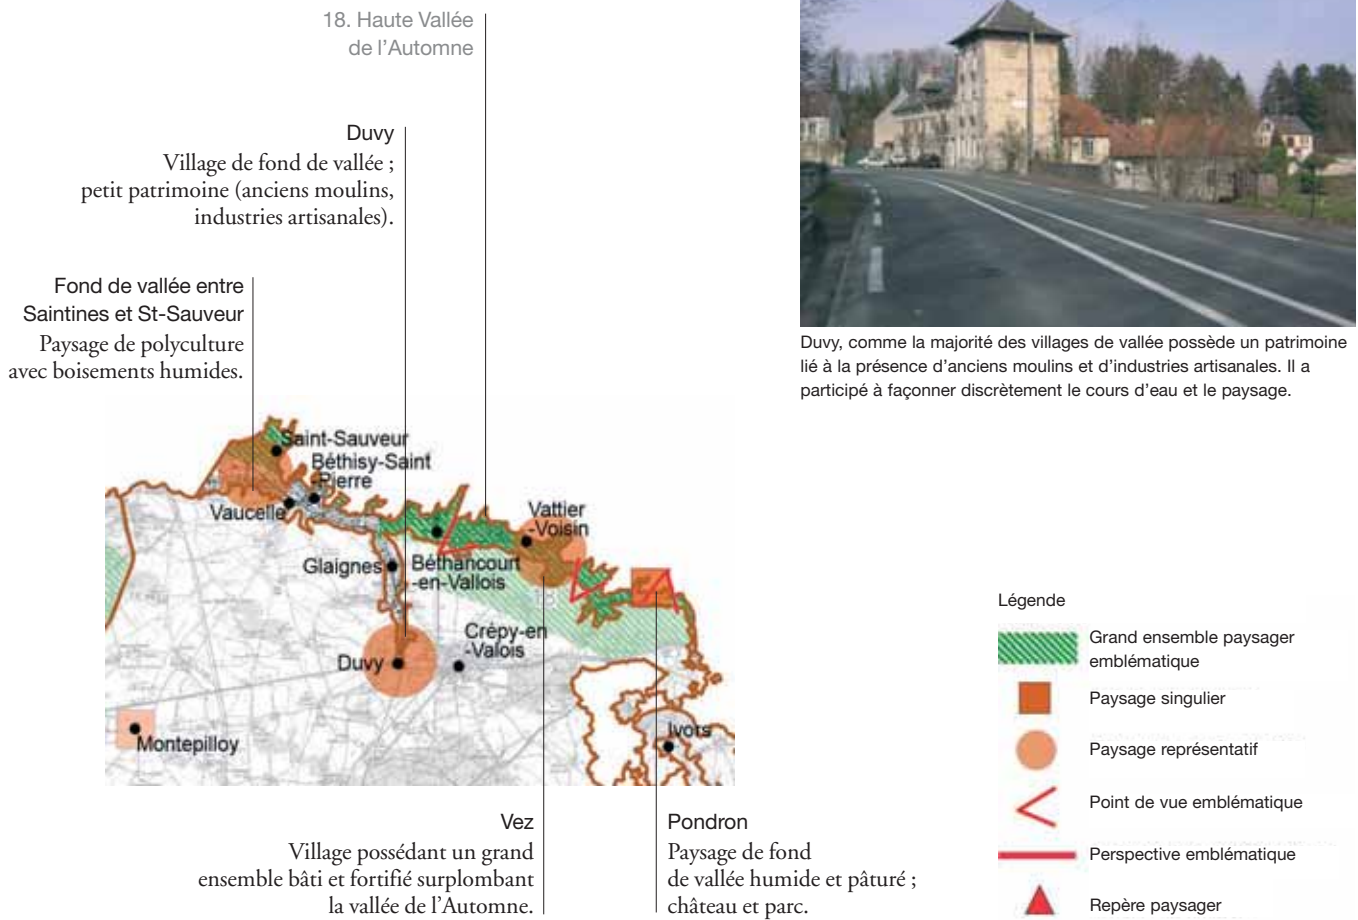 18. Haute Vallée
de l'Automne
Duvy
Village de fond de vallée ;
petit patrimoine (anciens moulins,
industries artisanales).
Fond de vallée entre
Saintines et St-Sauveur
Paysage de polyculture
avec boisements humides.
Duvy, comme la majorité des villages de vallée possède un patrimoine
lié à la présence d'anciens moulins et d'industries artisanales. Il a
participé à façonner discrètement le cours d'eau et le paysage.
Saint-Sauveur
Béthisy-Saint
-Pierre
Vaucelle
Vattier
-Voisin
Glaignes
Béthancourt
-en-Vallois
18
Crépy-en
-Valois
Duvy
Montepilloy
Ivors
Vez
Village possédant un grand
ensemble bâti et fortifié surplombant
la vallée de l'Automne.
Pondron
Paysage de fond
de vallée humide et pâturé ;
château et parc.
Légende
Grand ensemble paysager
emblématique
Paysage singulier
Paysage représentatif
Point de vue emblématique
Perspective emblématique
Repère paysager